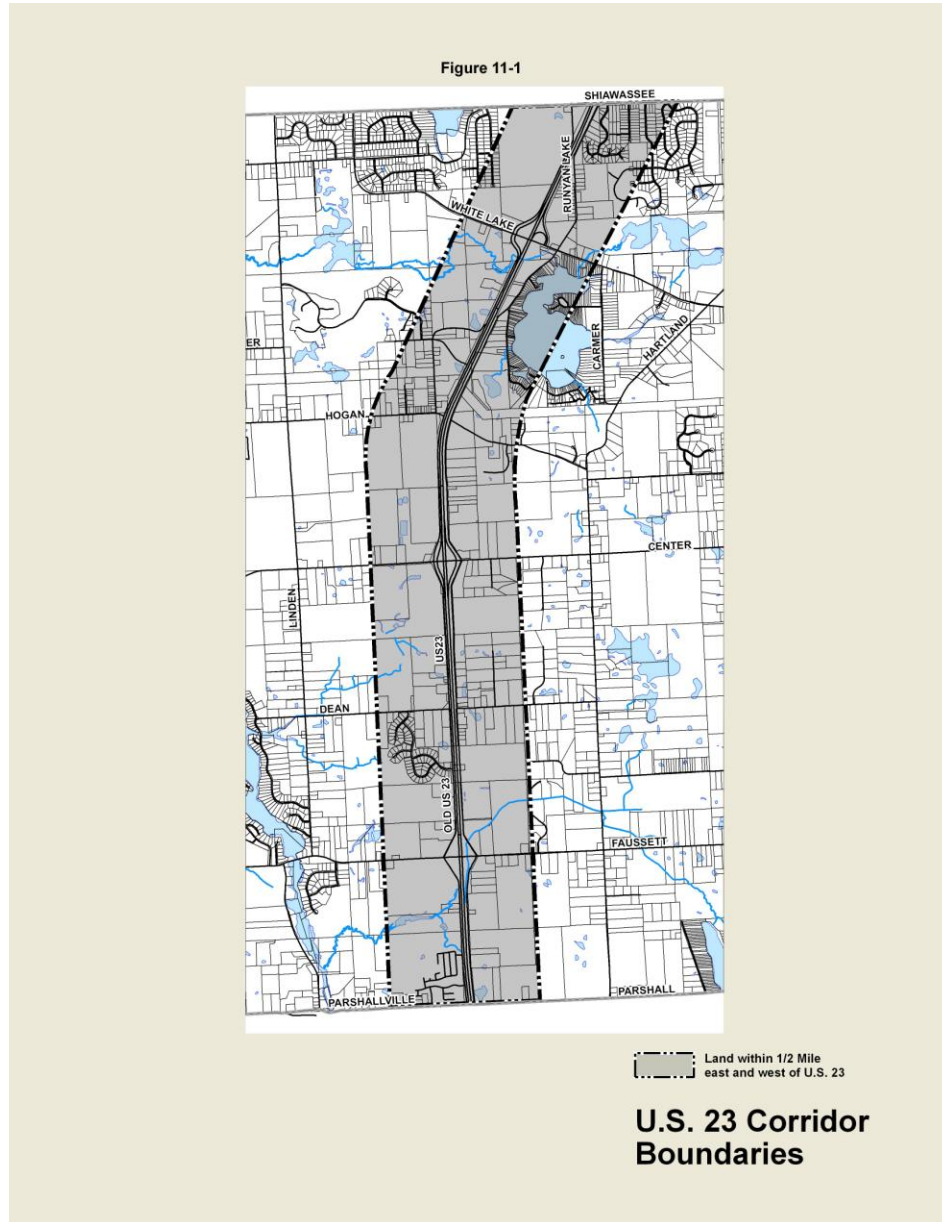 Figure 11-1
SHIAWASSEE
RUNYAN LAKE
WHITE LAKE
CARMER
HARTLAND
ER
HOGAN
CENTER
LINDEN
US23
DEAN
OLD US 23
FAUSSETT
PARSHALL
PARSHALLVILLE
Land within 1/2 Mile
east and west of U.S. 23
U.S. 23 Corridor
Boundaries